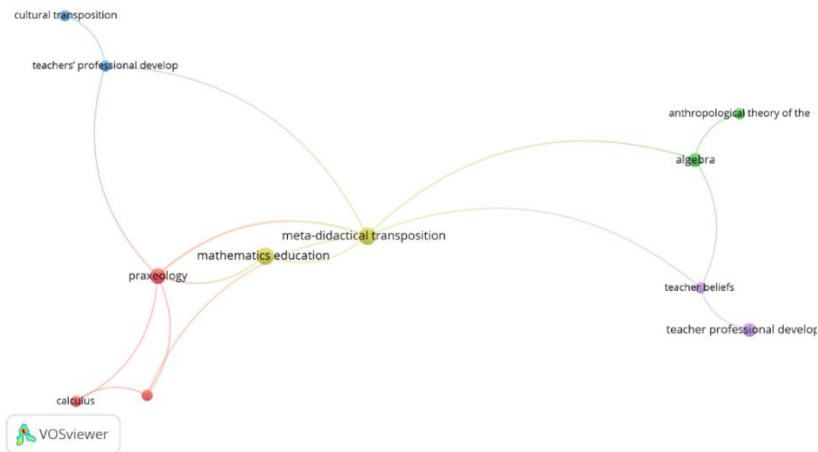 cultural transposition
teachers' professional develop
anthropological theory of the
algebra
meta-didactical transposition
mathematics education
praxeology
teacher beliefs
teacher professional develop
calculus
VOSviewer